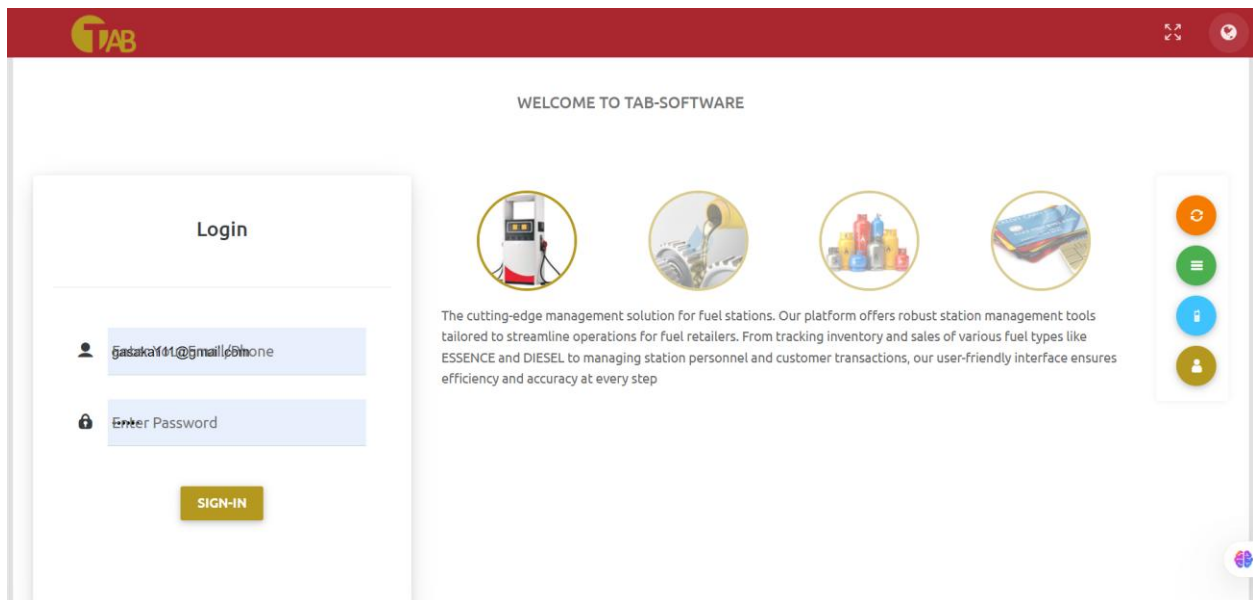 TAB
WELCOME TO TAB-SOFTWARE
Login
Enter Password
SIGN-IN
The cutting-edge management solution for fuel stations. Our platform offers robust station management tools
tailored to streamline operations for fuel retailers. From tracking inventory and sales of various fuel types like
ESSENCE and DIESEL to managing station personnel and customer transactions, our user-friendly interface ensures
efficiency and accuracy at every step